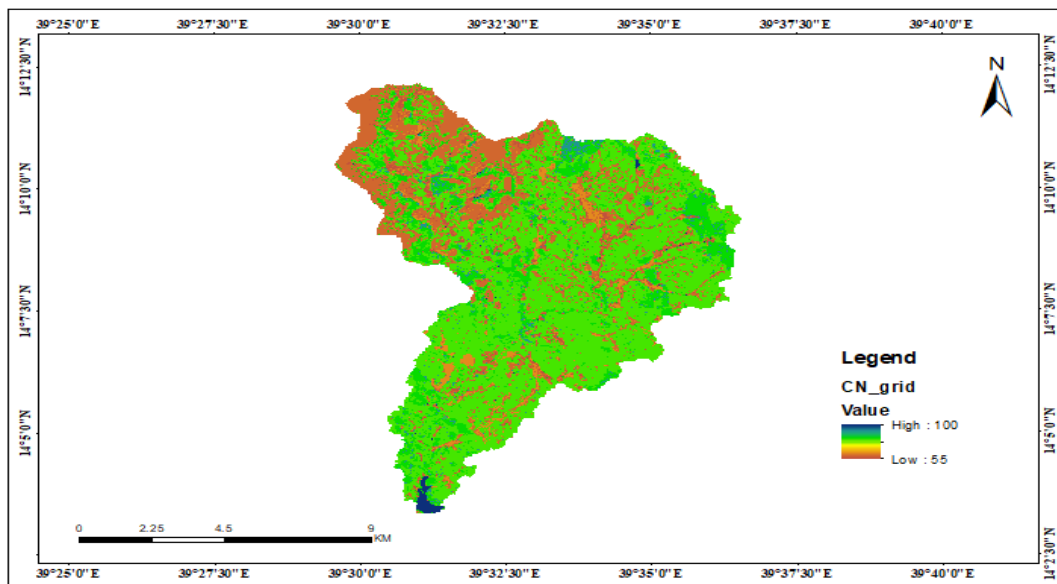 39°25'0"E 39°27'30"E 39°30'0"E 39°32'30"E 39°35'0"E 39°37'30"E 39°40'0"E
14°12'30"N 14°12'30"N
N
14°10'0"N 14°10'0"N
14°7'30"N 14°7'30"N
Legend
CN_grid
Value
High : 100
Low : 55
14°5'0"N 14°5'0"N
0 2.25 4.5 9
KM
14°2'30"N
39°25'0"E 39°27'30"E 39°30'0"E 39°32'30"E 39°35'0"E 39°37'30"E 39°40'0"E